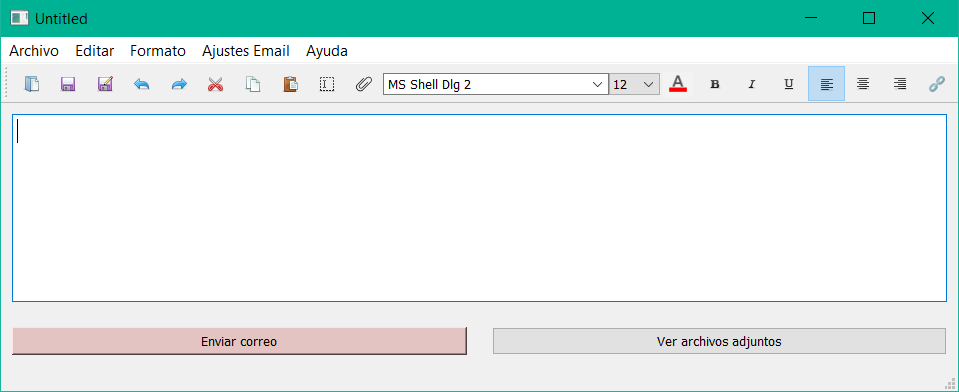 Untitled
Archivo Editar Formato Ajustes Email Ayuda
MS Shell Dlg 2 12 A B I U
Enviar correo Ver archivos adjuntos